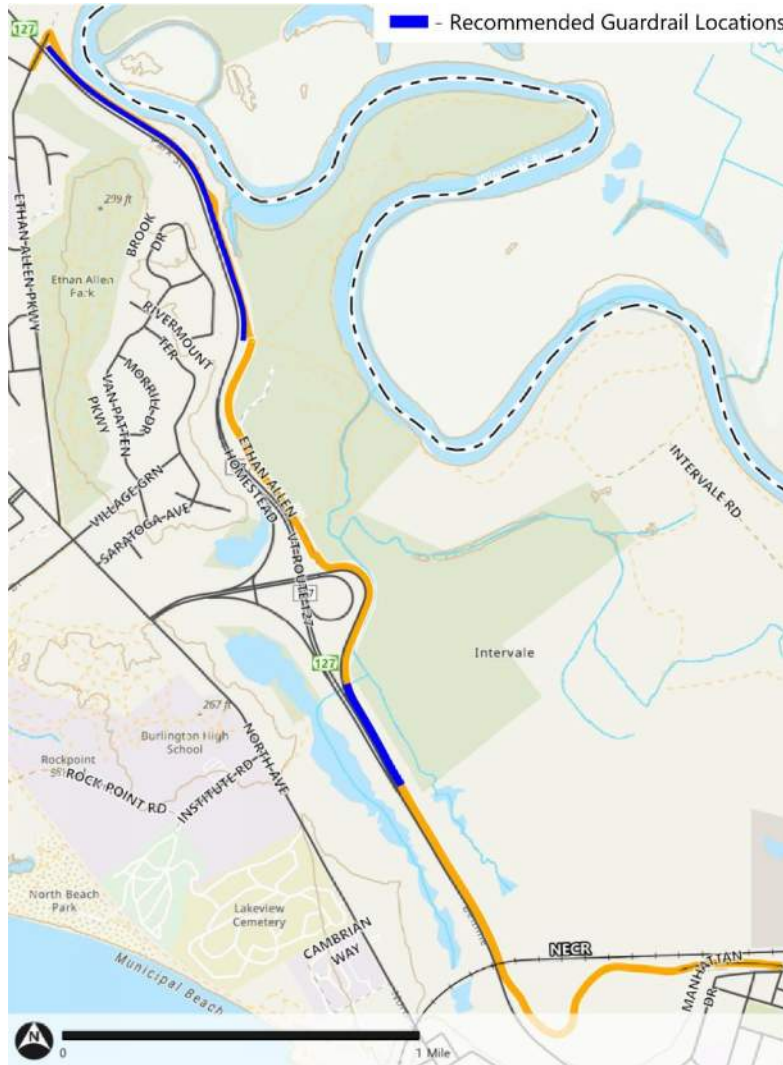 127
- Recommended Guardrail Locations
299 ft
ETHAN ALLEN PKWY
Ethan Allen
Park
BROOK
DR
RIVERMOUNT
TER
MORRILL DR
VAN PATTEN
PKWY
VILLAGE GRN
SARATOGA AVE
ETHAN ALLEN
HOMESTEAD
VT ROUTE 127
INTERVALE RD
127
Intervale
267 ft
Burlington High
School
Rockpoint
ROCK POINT RD
INSTITUTE RD
NORTH AVE
North Beach
Park
Lakeview
Cemetery
CAMBRIAN
WAY
Municipal Beach
NECR
MANHATTAN
DR
N
0
1 Mile